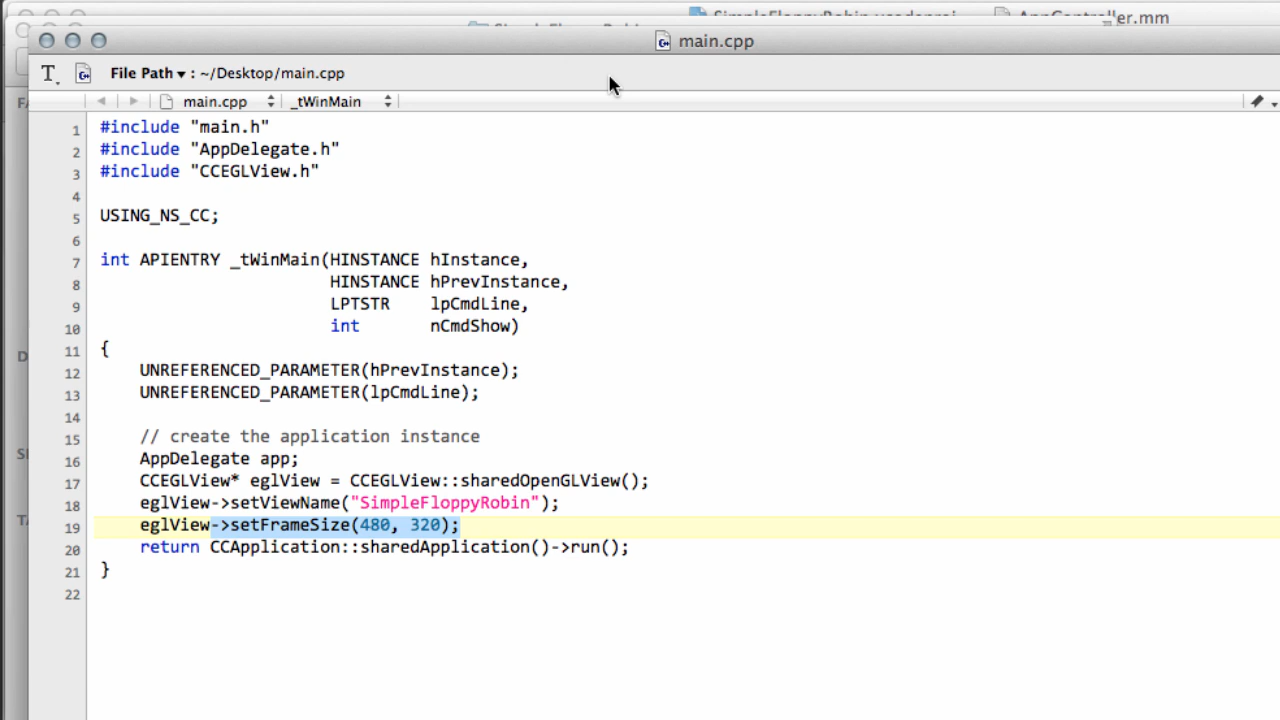 main.cpp
File Path ▾ : ~/Desktop/main.cpp
main.cpp _tWinMain
1 #include "main.h"
2 #include "AppDelegate.h"
3 #include "CCEGLView.h"
4
5 USING_NS_CC;
6
7 int APIENTRY _tWinMain(HINSTANCE hInstance,
8                        HINSTANCE hPrevInstance,
9                        LPTSTR    lpCmdLine,
10                       int       nCmdShow)
11 {
12     UNREFERENCED_PARAMETER(hPrevInstance);
13     UNREFERENCED_PARAMETER(lpCmdLine);
14
15     // create the application instance
16     AppDelegate app;
17     CCEGLView* eglView = CCEGLView::sharedOpenGLView();
18     eglView->setViewName("SimpleFloppyRobin");
19     eglView->setFrameSize(480, 320);
20     return CCApplication::sharedApplication()->run();
21 }
22